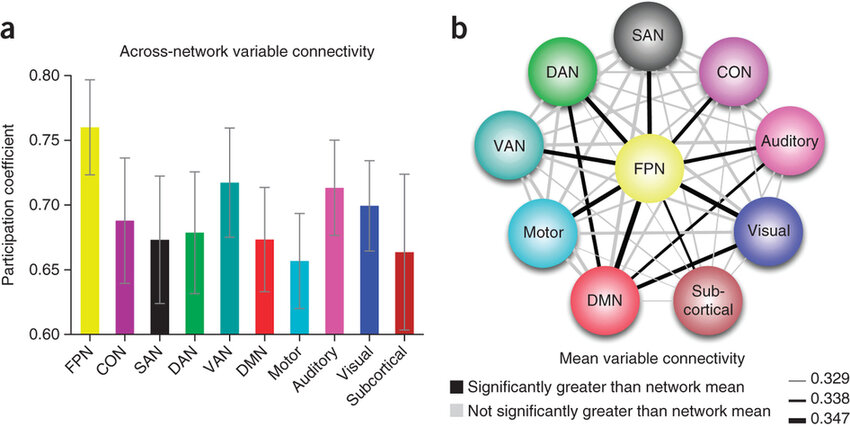 a
Across-network variable connectivity
Participation coefficient
0.80
0.75
0.70
0.65
0.60
FPN
CON
SAN
DAN
VAN
DMN
Motor
Auditory
Visual
Subcortical
b
SAN
DAN
CON
VAN
Auditory
FPN
Motor
Visual
DMN
Sub-
cortical
Mean variable connectivity
Significantly greater than network mean
Not significantly greater than network mean
0.329
0.338
0.347